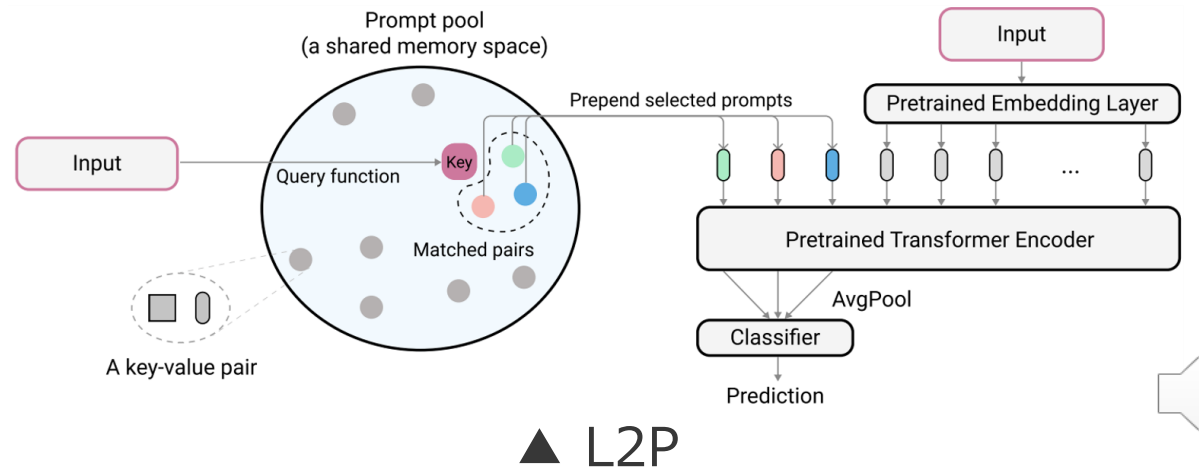 Prompt pool
(a shared memory space)
Input
Query function
Key
Matched pairs
A key-value pair
Prepend selected prompts
Input
Pretrained Embedding Layer
...
Pretrained Transformer Encoder
AvgPool
Classifier
Prediction
▲ L2P